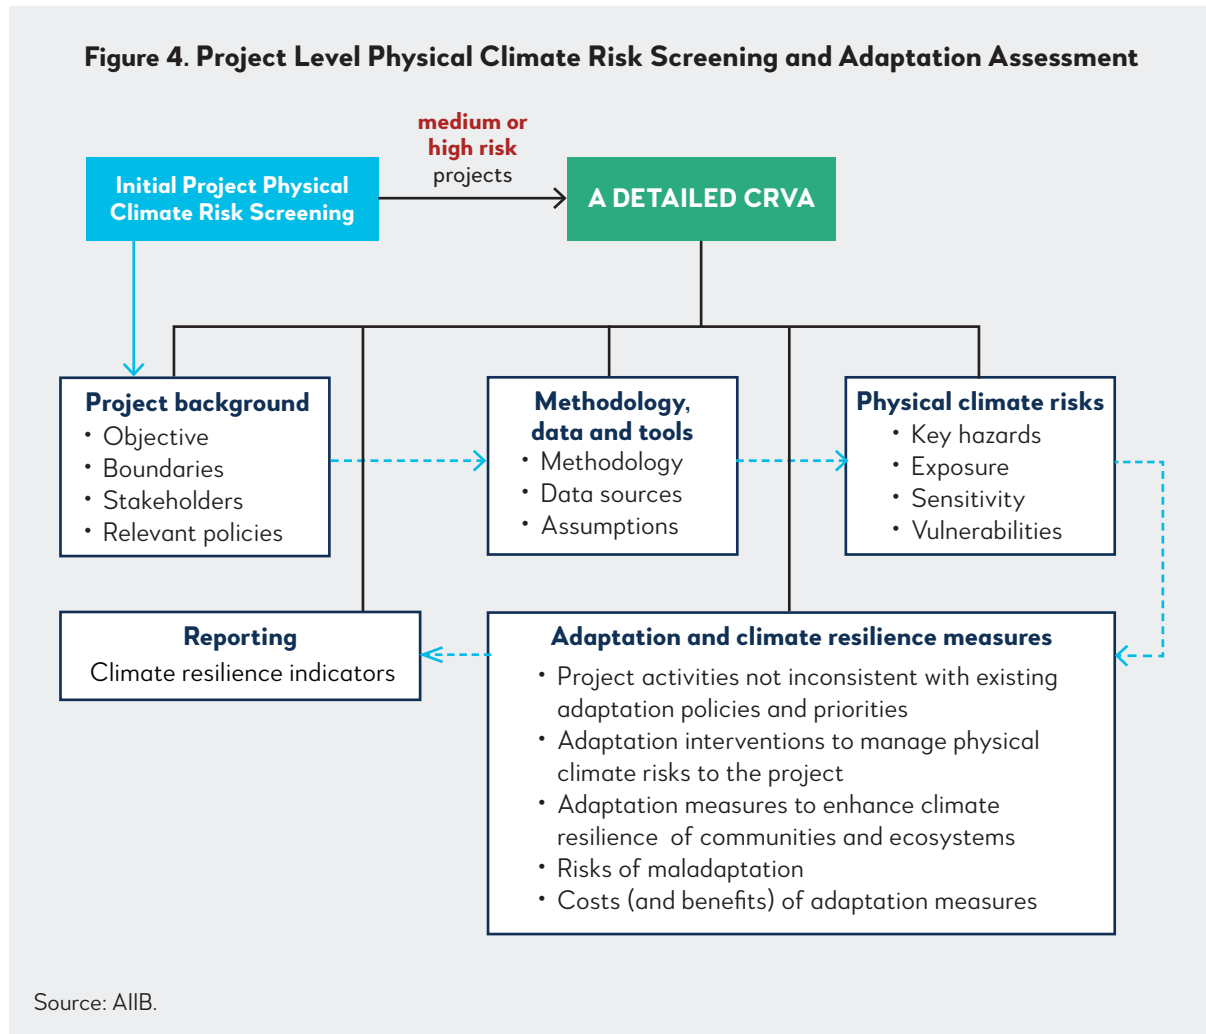 Figure 4. Project Level Physical Climate Risk Screening and Adaptation Assessment
medium or
high risk
projects
Initial Project Physical
Climate Risk Screening
A DETAILED CRVA
Project background
• Objective
• Boundaries
• Stakeholders
• Relevant policies
Methodology,
data and tools
• Methodology
• Data sources
• Assumptions
Physical climate risks
• Key hazards
• Exposure
• Sensitivity
• Vulnerabilities
Reporting
Climate resilience indicators
Adaptation and climate resilience measures
• Project activities not inconsistent with existing
adaptation policies and priorities
• Adaptation interventions to manage physical
climate risks to the project
• Adaptation measures to enhance climate
resilience of communities and ecosystems
• Risks of maladaptation
• Costs (and benefits) of adaptation measures
Source: AIIB.